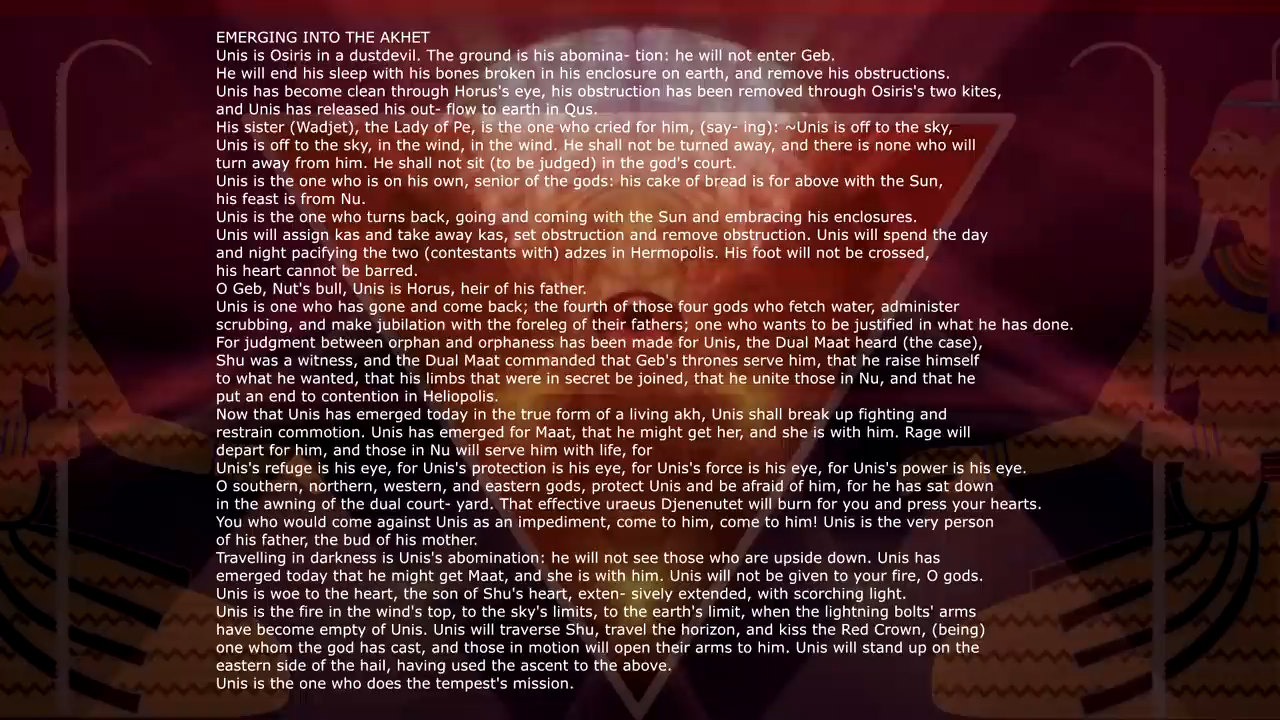 EMERGING INTO THE AKHET
Unis is Osiris in a dustdevil. The ground is his abomina- tion: he will not enter Geb.
He will end his sleep with his bones broken in his enclosure on earth, and remove his obstructions.
Unis has become clean through Horus's eye, his obstruction has been removed through Osiris's two kites,
and Unis has released his out- flow to earth in Qus.
His sister (Wadjet), the Lady of Pe, is the one who cried for him, (say- ing): ~Unis is off to the sky,
Unis is off to the sky, in the wind, in the wind. He shall not be turned away, and there is none who will
turn away from him. He shall not sit (to be judged) in the god's court.
Unis is the one who is on his own, senior of the gods: his cake of bread is for above with the Sun,
his feast is from Nu.
Unis is the one who turns back, going and coming with the Sun and embracing his enclosures.
Unis will assign kas and take away kas, set obstruction and remove obstruction. Unis will spend the day
and night pacifying the two (contestants with) adzes in Hermopolis. His foot will not be crossed,
his heart cannot be barred.
O Geb, Nut's bull, Unis is Horus, heir of his father.
Unis is one who has gone and come back; the fourth of those four gods who fetch water, administer
scrubbing, and make jubilation with the foreleg of their fathers; one who wants to be justified in what he has done.
For judgment between orphan and orphaness has been made for Unis, the Dual Maat heard (the case),
Shu was a witness, and the Dual Maat commanded that Geb's thrones serve him, that he raise himself
to what he wanted, that his limbs that were in secret be joined, that he unite those in Nu, and that he
put an end to contention in Heliopolis.
Now that Unis has emerged today in the true form of a living akh, Unis shall break up fighting and
restrain commotion. Unis has emerged for Maat, that he might get her, and she is with him. Rage will
depart for him, and those in Nu will serve him with life, for
Unis's refuge is his eye, for Unis's protection is his eye, for Unis's force is his eye, for Unis's power is his eye.
O southern, northern, western, and eastern gods, protect Unis and be afraid of him, for he has sat down
in the awning of the dual court- yard. That effective uraeus Djenenutet will burn for you and press your hearts.
You who would come against Unis as an impediment, come to him, come to him! Unis is the very person
of his father, the bud of his mother.
Travelling in darkness is Unis's abomination: he will not see those who are upside down. Unis has
emerged today that he might get Maat, and she is with him. Unis will not be given to your fire, O gods.
Unis is woe to the heart, the son of Shu's heart, exten- sively extended, with scorching light.
Unis is the fire in the wind's top, to the sky's limits, to the earth's limit, when the lightning bolts' arms
have become empty of Unis. Unis will traverse Shu, travel the horizon, and kiss the Red Crown, (being)
one whom the god has cast, and those in motion will open their arms to him. Unis will stand up on the
eastern side of the hail, having used the ascent to the above.
Unis is the one who does the tempest's mission.